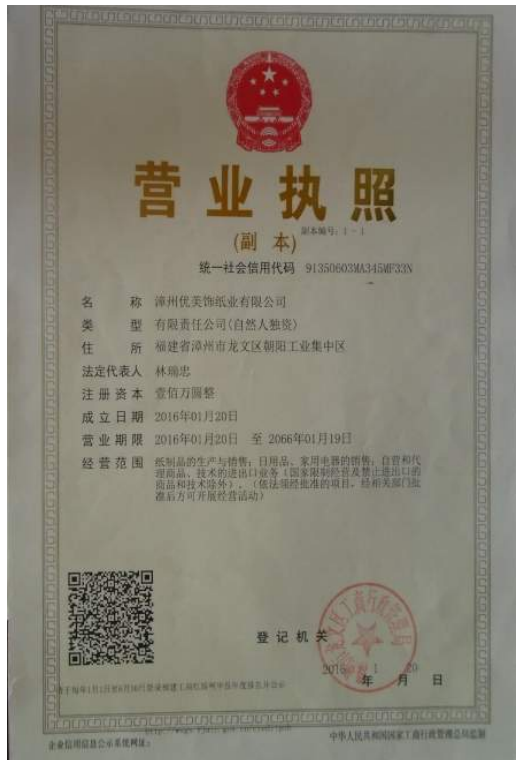 营业执照
(副 本)
副本编号：1-1
统一社会信用代码 91350603MA345MF33N
名 称 漳州优美饰纸业有限公司
类 型 有限责任公司(自然人独资)
住 所 福建省漳州市龙文区朝阳工业集中区
法定代表人 林瑞忠
注册资本 壹佰万圆整
成立日期 2016年01月20日
营业期限 2016年01月20日 至 2066年01月19日
经营范围 纸制品的生产与销售；日用品、家用电器的销售；自营和代
理商品、技术的进出口业务（国家限制经营及禁止进出口的
商品和技术除外）。（依法须经批准的项目，经相关部门批
准后方可开展经营活动）
登记机关
2016 1 20
年 月 日
企业信用信息公示系统网址：
中华人民共和国国家工商行政管理总局监制